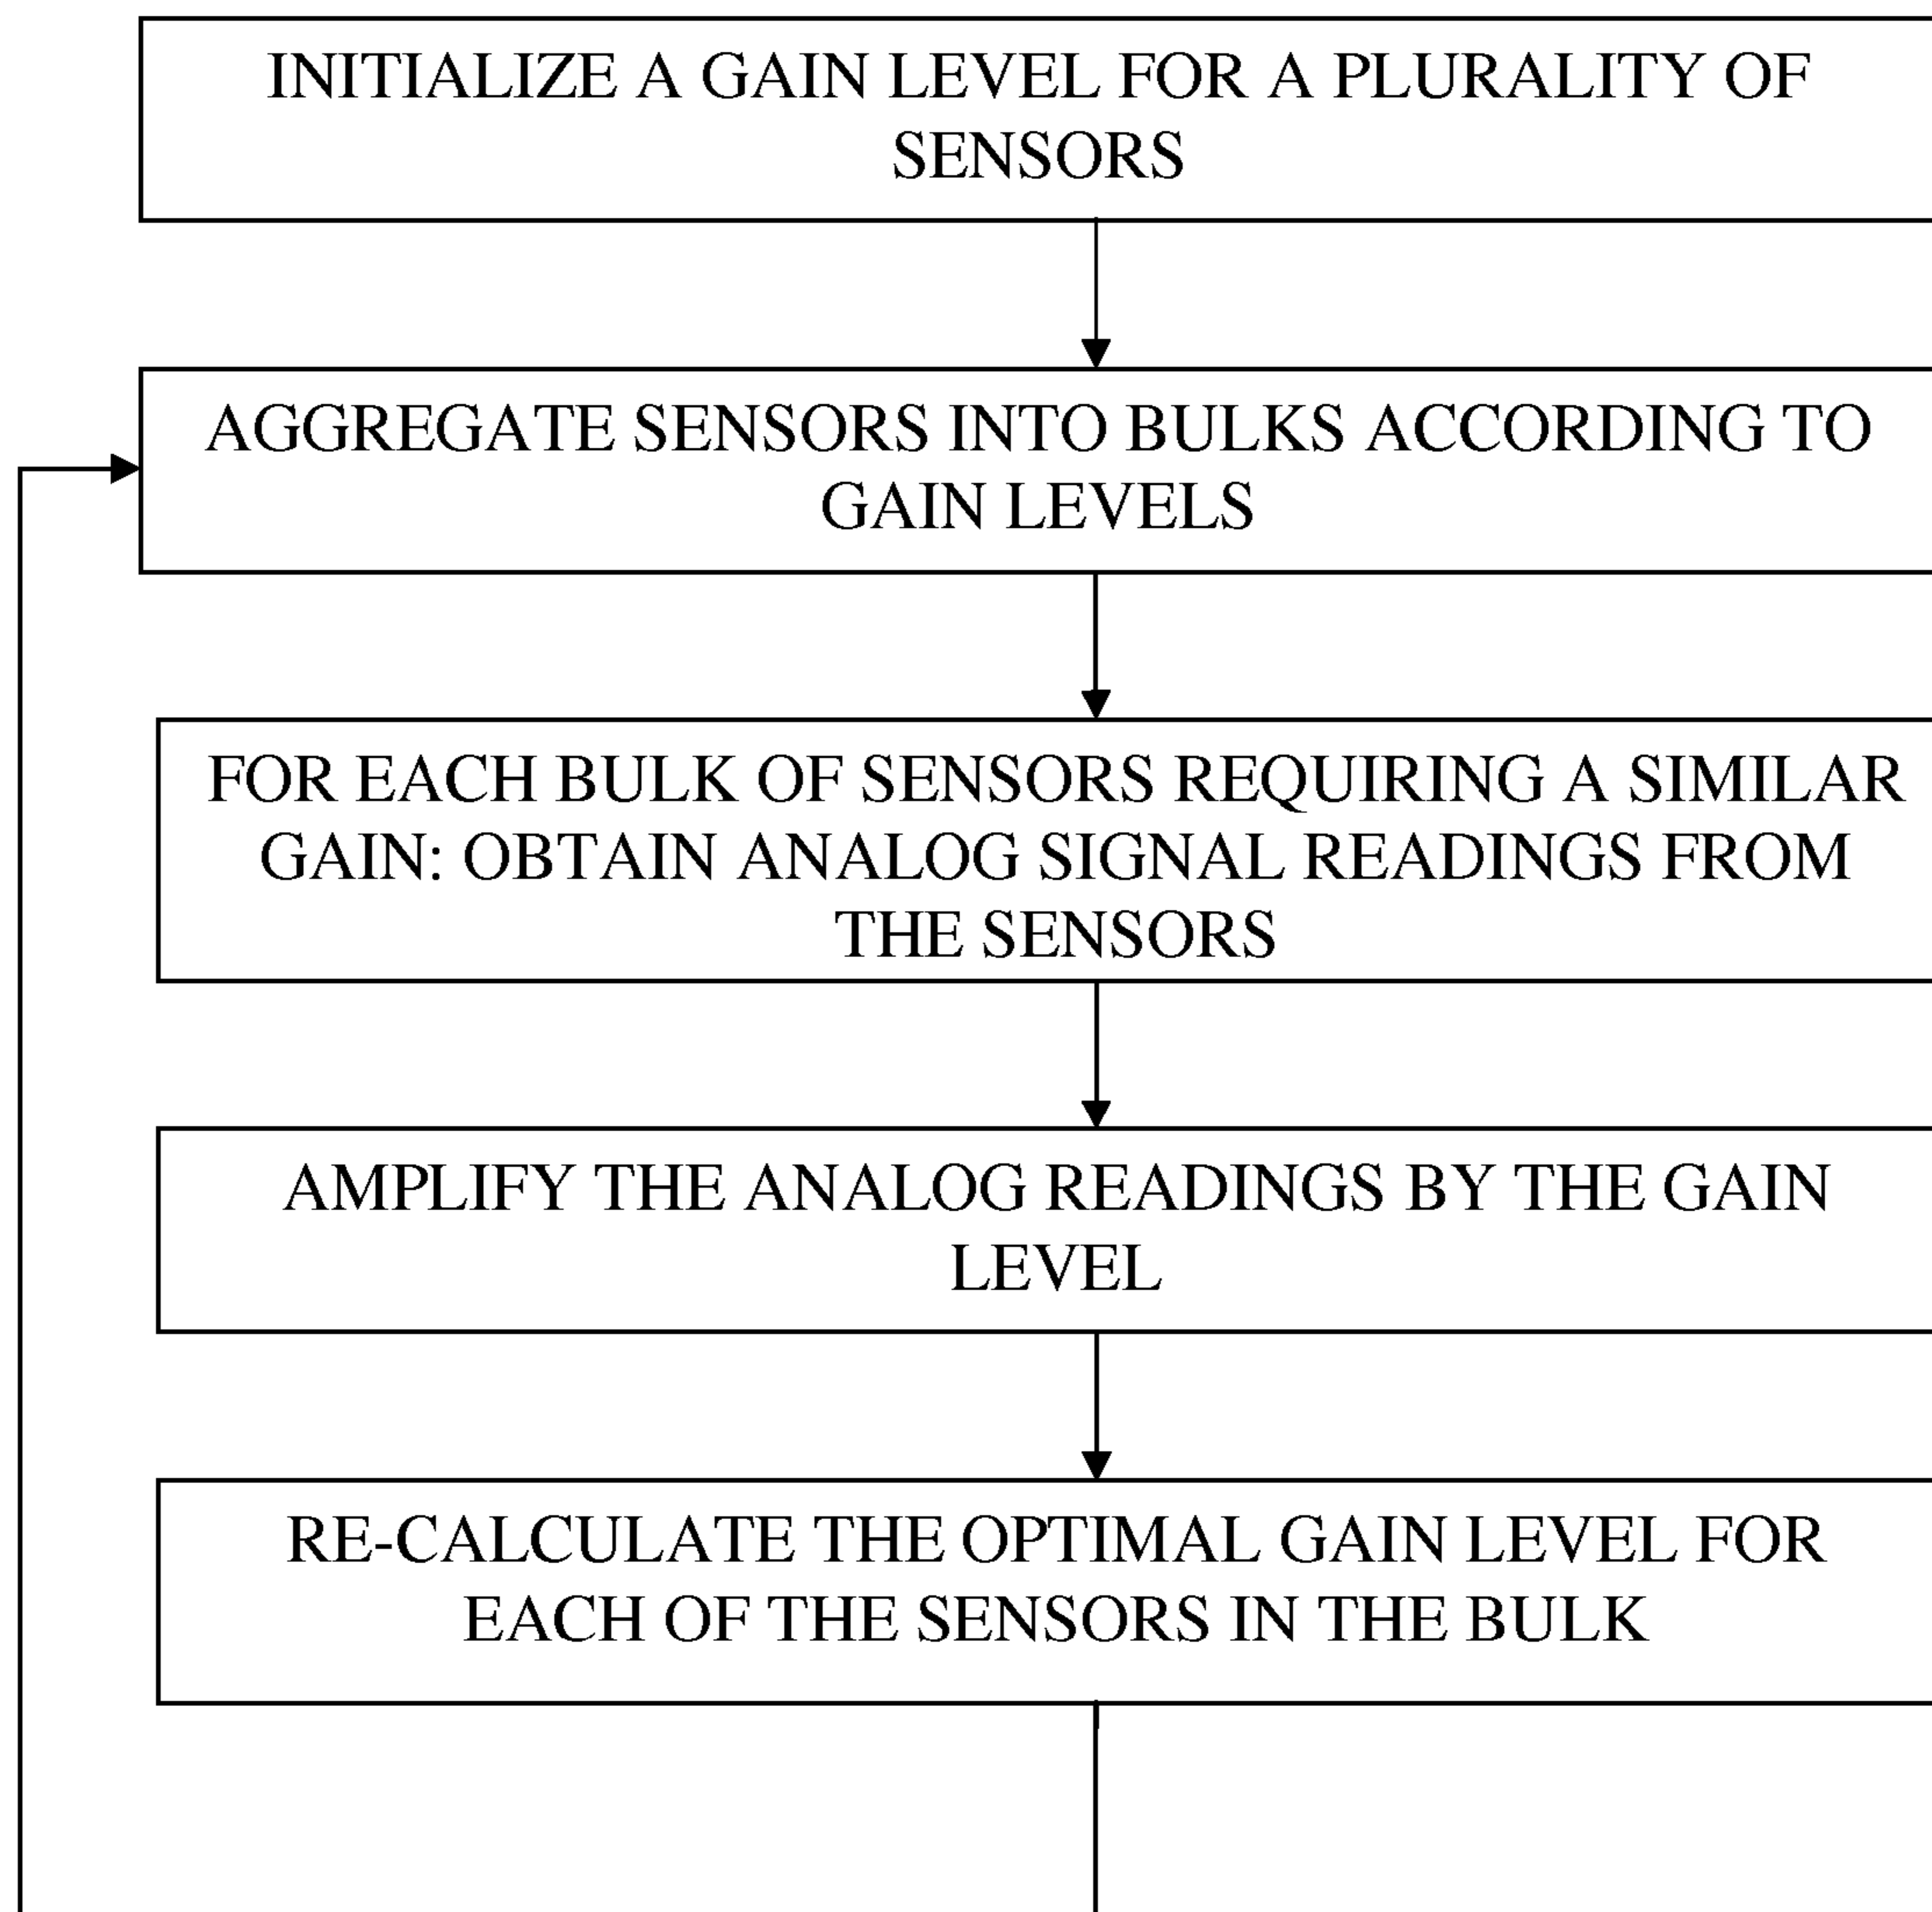 INITIALIZE A GAIN LEVEL FOR A PLURALITY OF
SENSORS
AGGREGATE SENSORS INTO BULKS ACCORDING TO
GAIN LEVELS
FOR EACH BULK OF SENSORS REQUIRING A SIMILAR
GAIN: OBTAIN ANALOG SIGNAL READINGS FROM
THE SENSORS
AMPLIFY THE ANALOG READINGS BY THE GAIN
LEVEL
RE-CALCULATE THE OPTIMAL GAIN LEVEL FOR
EACH OF THE SENSORS IN THE BULK